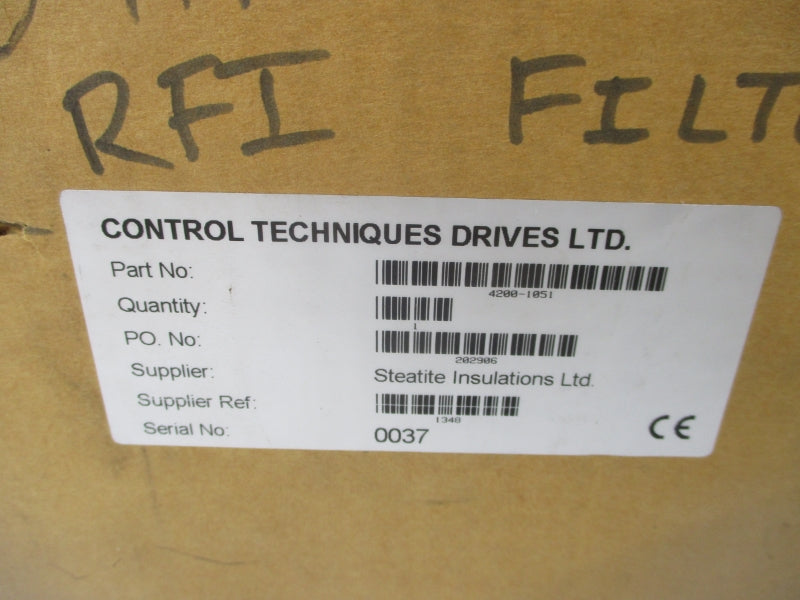 RFI FILT
CONTROL TECHNIQUES DRIVES LTD.
Part No:
4200-1051
Quantity:
1
PO. No:
202906
Supplier: Steatite Insulations Ltd.
Supplier Ref:
1348
Serial No: 0037
CE